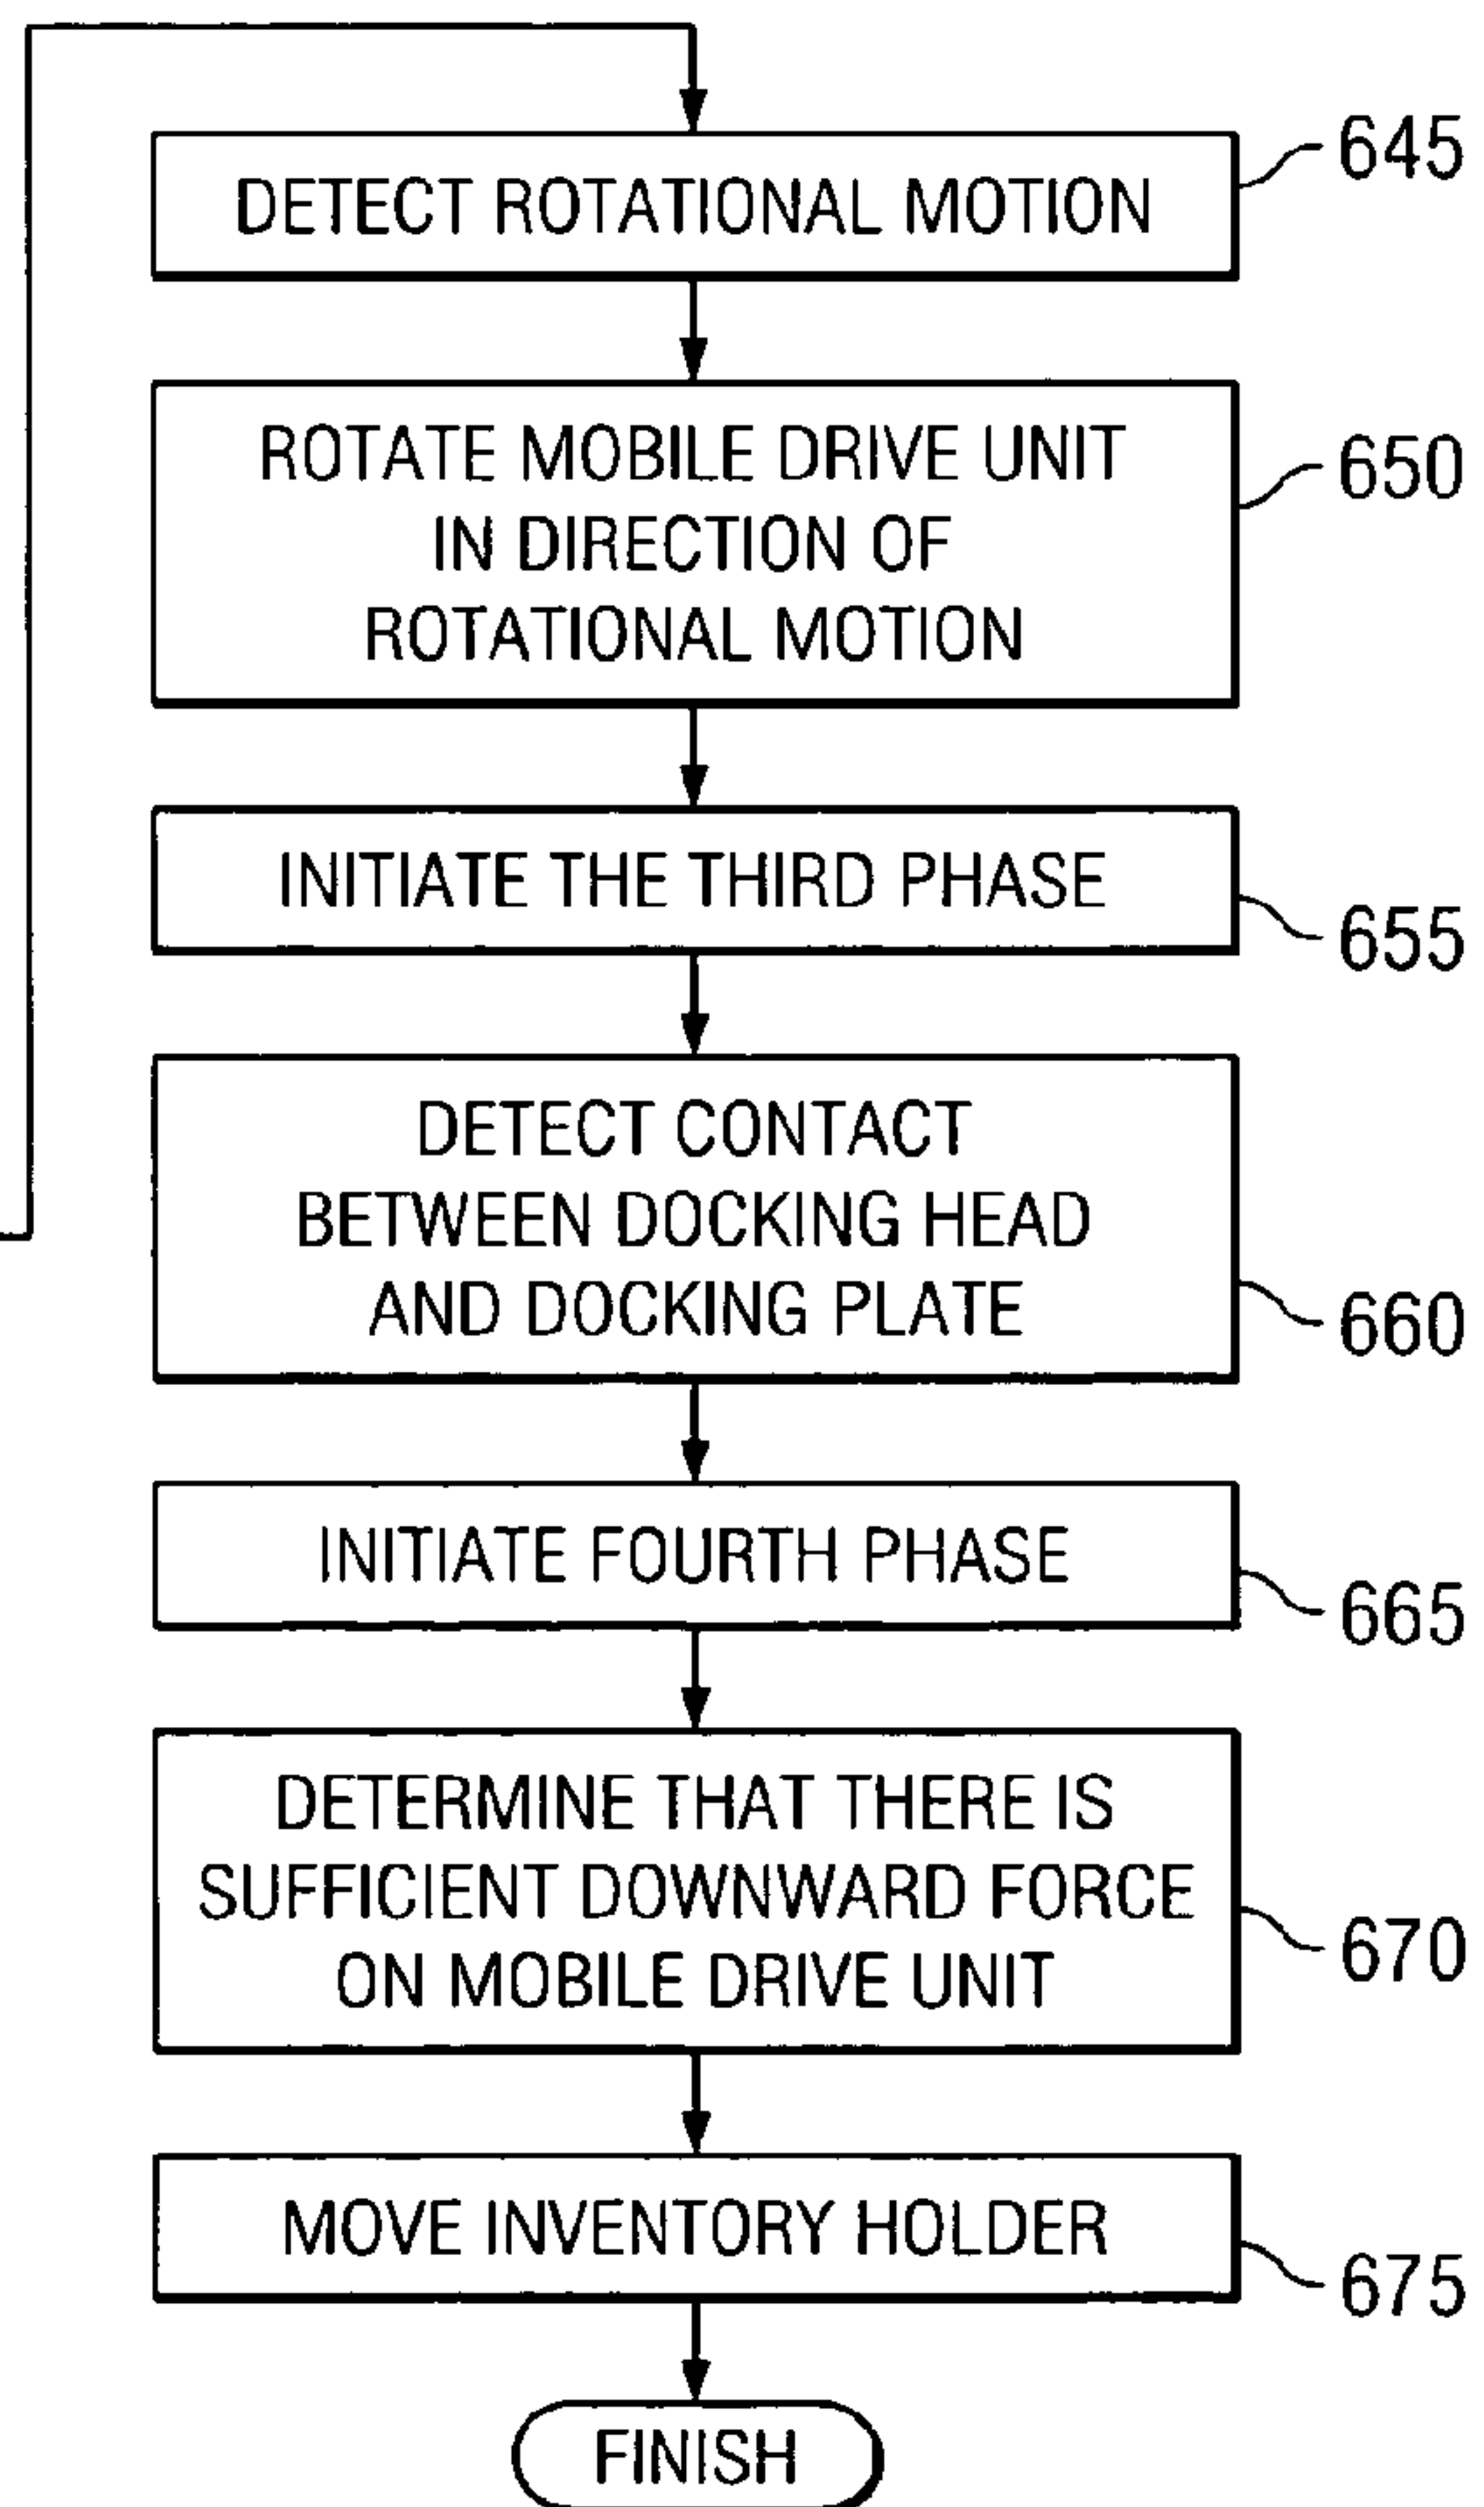 DETECT ROTATIONAL MOTION
645
ROTATE MOBILE DRIVE UNIT
IN DIRECTION OF
ROTATIONAL MOTION
650
INITIATE THE THIRD PHASE
655
DETECT CONTACT
BETWEEN DOCKING HEAD
AND DOCKING PLATE
660
INITIATE FOURTH PHASE
665
DETERMINE THAT THERE IS
SUFFICIENT DOWNWARD FORCE
ON MOBILE DRIVE UNIT
670
MOVE INVENTORY HOLDER
675
FINISH